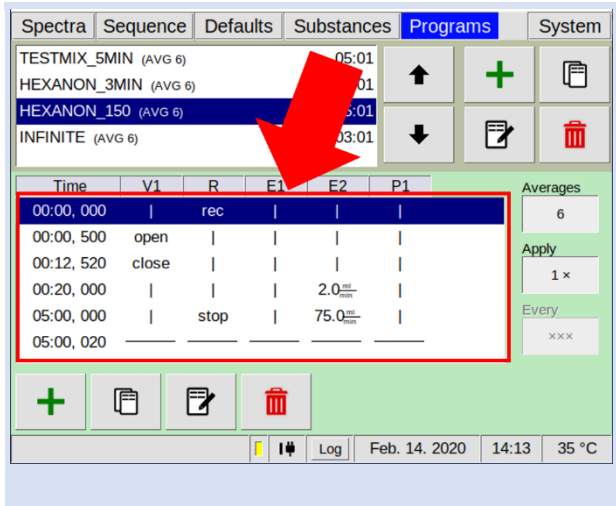 Spectra Sequence Defaults Substances Programs System
TESTMIX_5MIN (AVG 6) 05:01
HEXANON_3MIN (AVG 6) 01
HEXANON_150 (AVG 6) :01
INFINITE (AVG 6) 03:01
Time V1 R E1 E2 P1
00:00, 000 | rec | | |
00:00, 500 open | | | |
00:12, 520 close | | | |
00:20, 000 | | | 2.0 ml/min |
05:00, 000 | stop | 75.0 ml/min |
05:00, 020
Averages
6
Apply
1 ×
Every
×××
Log Feb. 14. 2020 14:13 35 °C